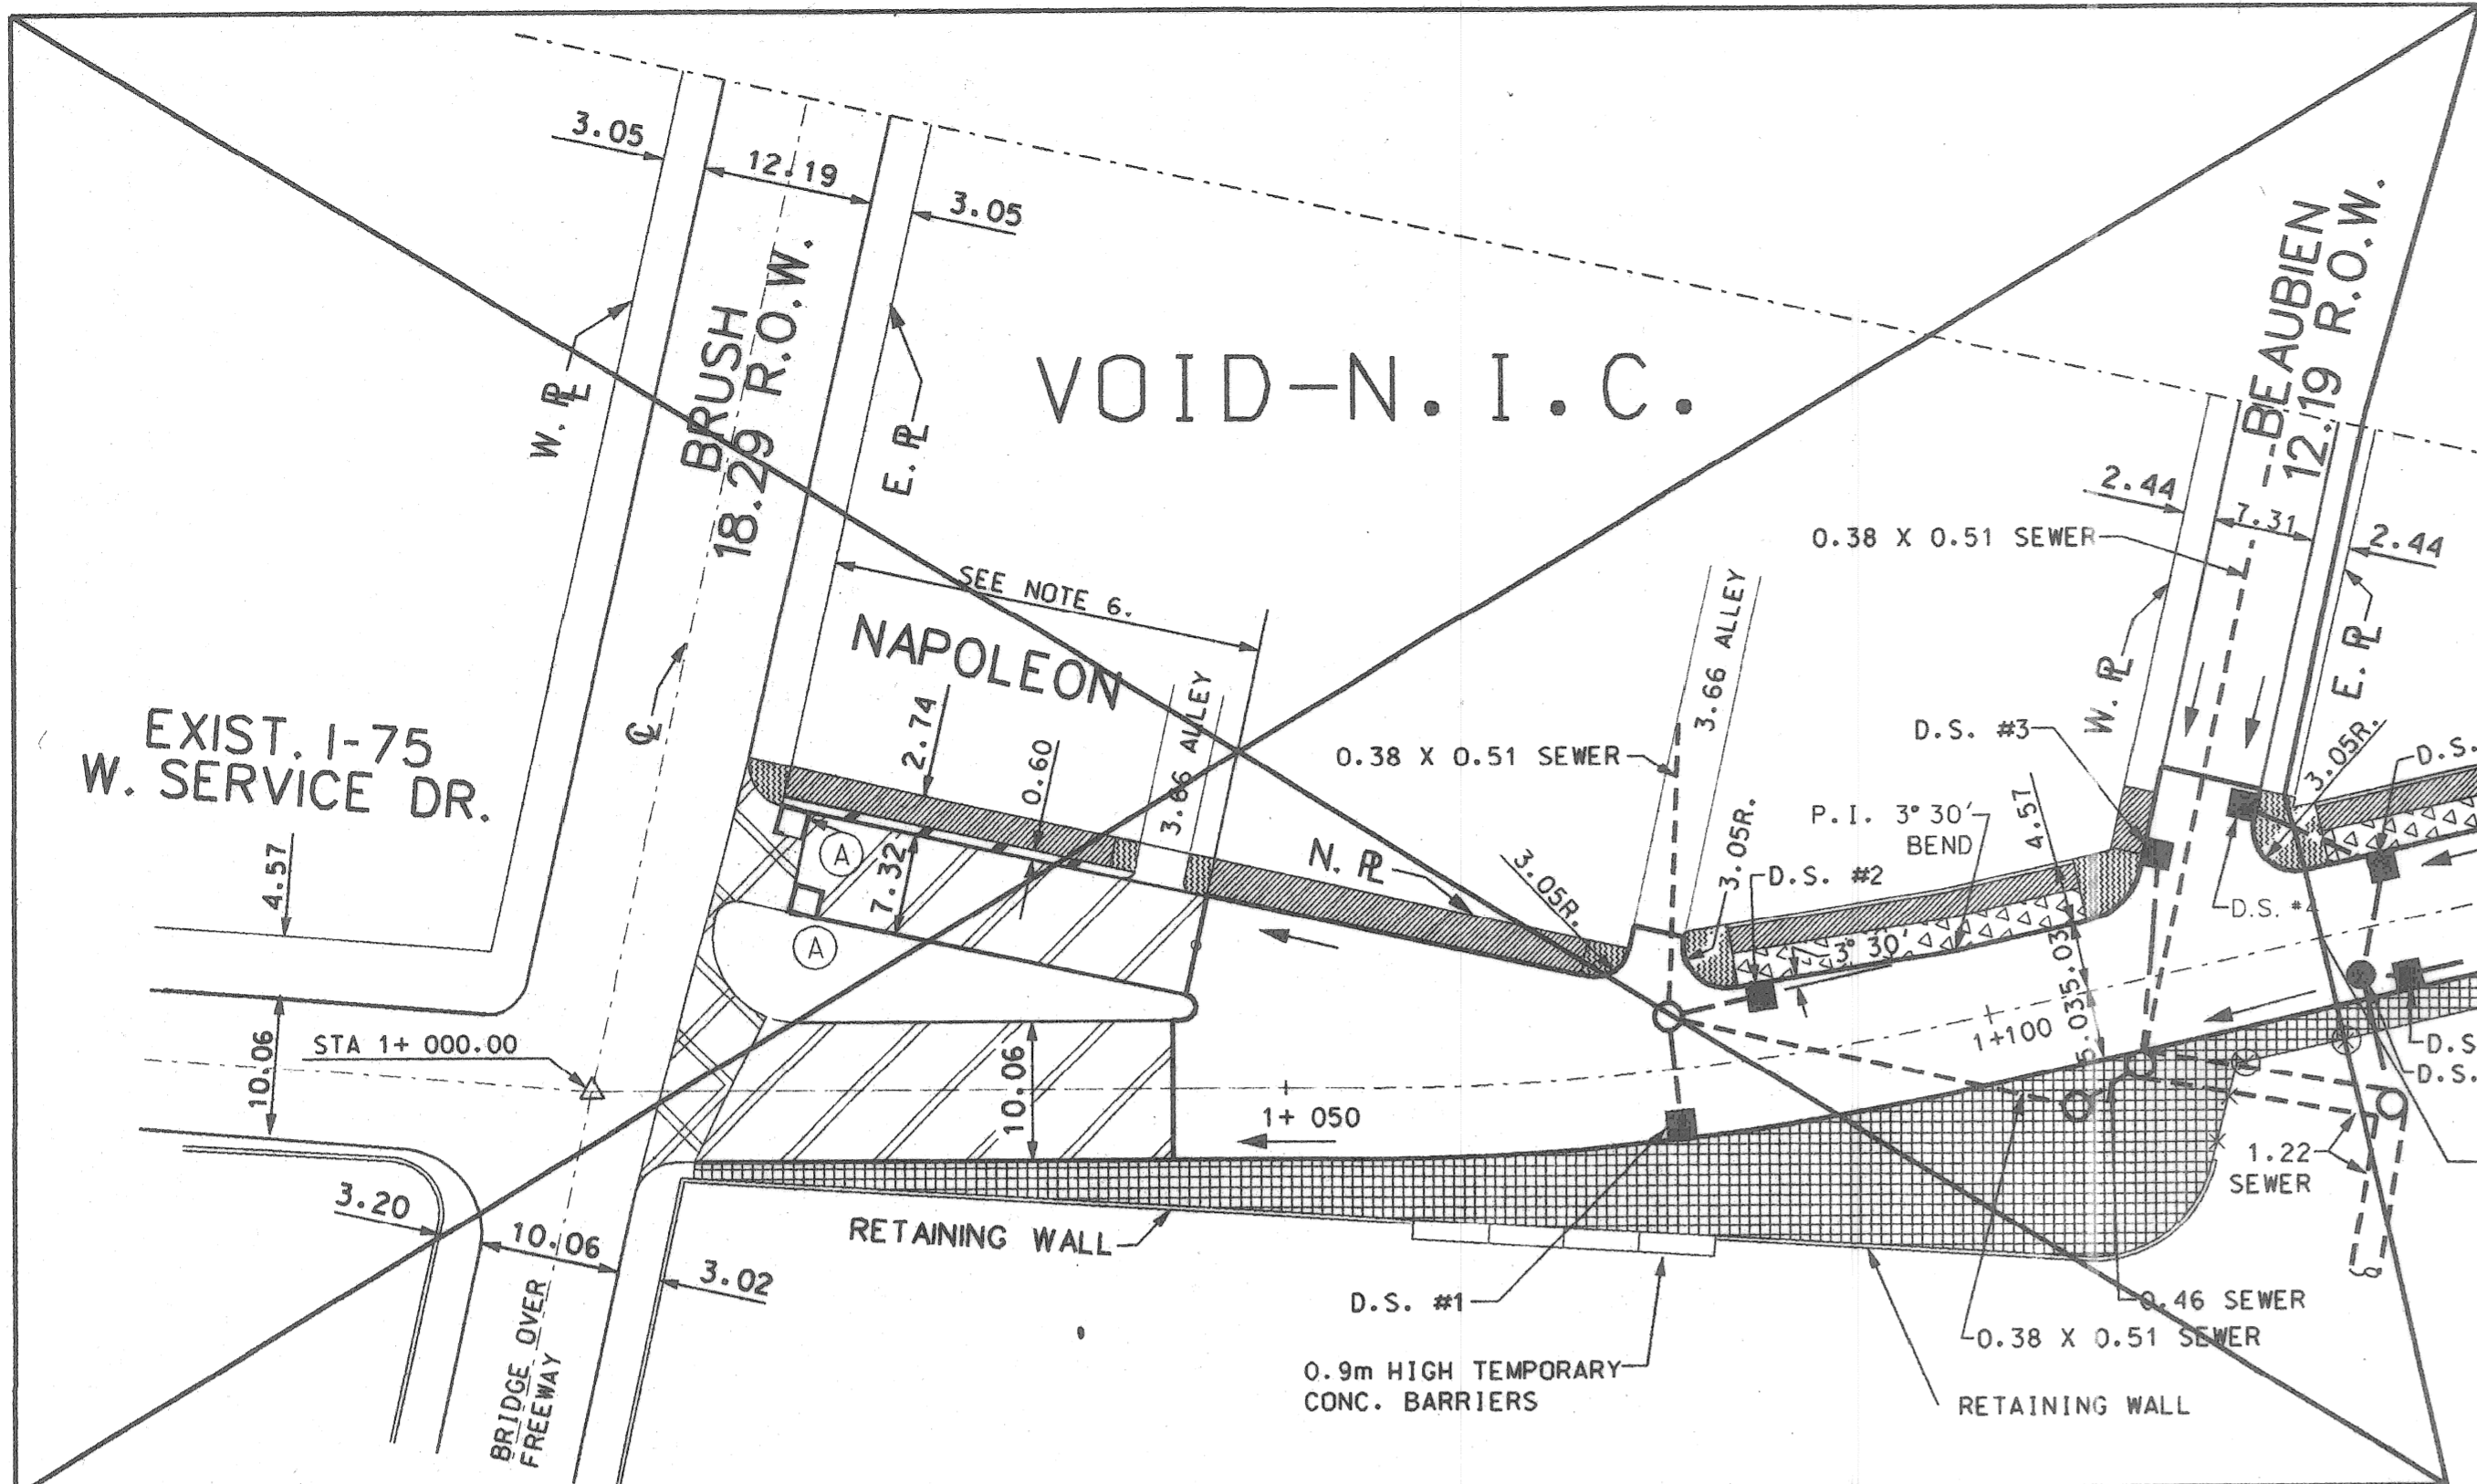 3.05
12.19
3.05
W. PL
BRUSH
18.29 R.O.W.
E. PL
VOID-N.I.C.
BEAUBIEN
12.19 R.O.W.
2.44
7.31
2.44
0.38 X 0.51 SEWER
W. PL
E. PL
SEE NOTE 6.
NAPOLEON
3.66 ALLEY
3.66 ALLEY
2.74
0.60
EXIST. I-75
W. SERVICE DR.
CL
4.57
0.38 X 0.51 SEWER
D.S. #3
3.05R.
D.S.
P.I. 3° 30'
BEND
4.57
A
7.32
A
N. PL
3.05R.
3.05R.
D.S. #2
3° 30'
5.03
5.03
D.S. #4
10.06
STA 1+ 000.00
10.06
1+ 050
1+100
D.S.
D.S.
1.22
SEWER
3.20
10.06
3.02
RETAINING WALL
BRIDGE OVER
FREEWAY
D.S. #1
0.46 SEWER
0.38 X 0.51 SEWER
0.9m HIGH TEMPORARY
CONC. BARRIERS
RETAINING WALL